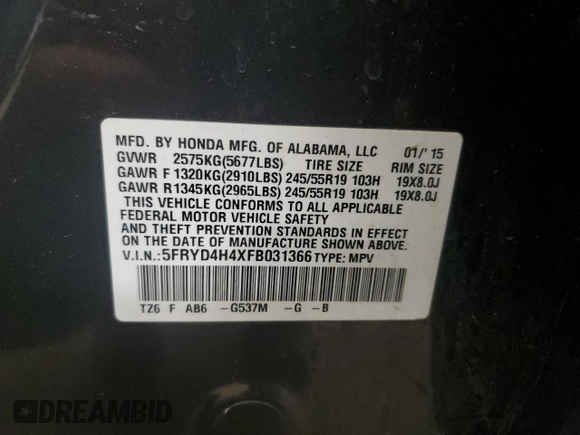 MFD. BY HONDA MFG. OF ALABAMA, LLC 01/'15
GVWR 2575KG(5677LBS) TIRE SIZE RIM SIZE
GAWR F 1320KG(2910LBS) 245/55R19 103H 19X8.0J
GAWR R1345KG(2965LBS) 245/55R19 103H 19X8.0J
THIS VEHICLE CONFORMS TO ALL APPLICABLE
FEDERAL MOTOR VEHICLE SAFETY
AND THEFT PREVENTION STANDARDS IN EFFECT
ON THE DATE OF MANUFACTURE SHOWN ABOVE.
V.I.N.:5FRYD4H4XFB031366 TYPE: MPV
TZ6 F AB6 -G537M -G -B
DREAMBID